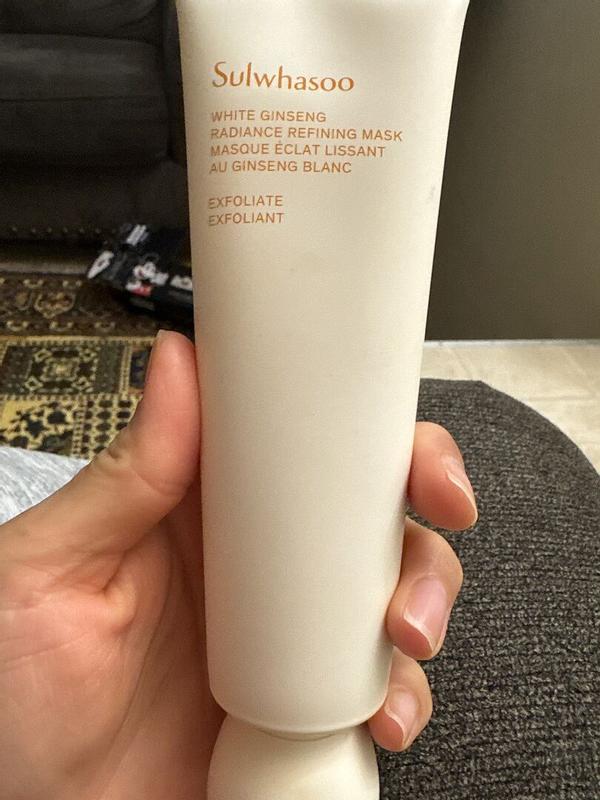 Sulwhasoo
WHITE GINSENG
RADIANCE REFINING MASK
MASQUE ÉCLAT LISSANT
AU GINSENG BLANC
EXFOLIATE
EXFOLIANT